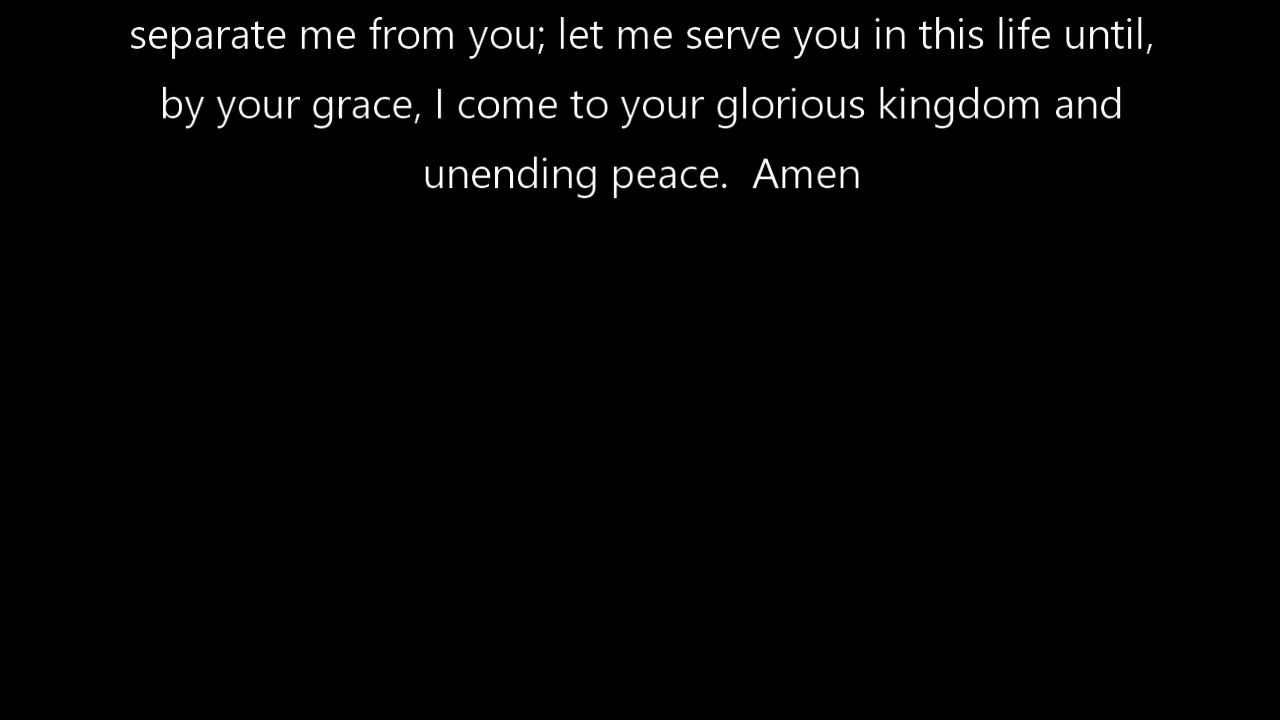 separate me from you; let me serve you in this life until,
by your grace, I come to your glorious kingdom and
unending peace.  Amen